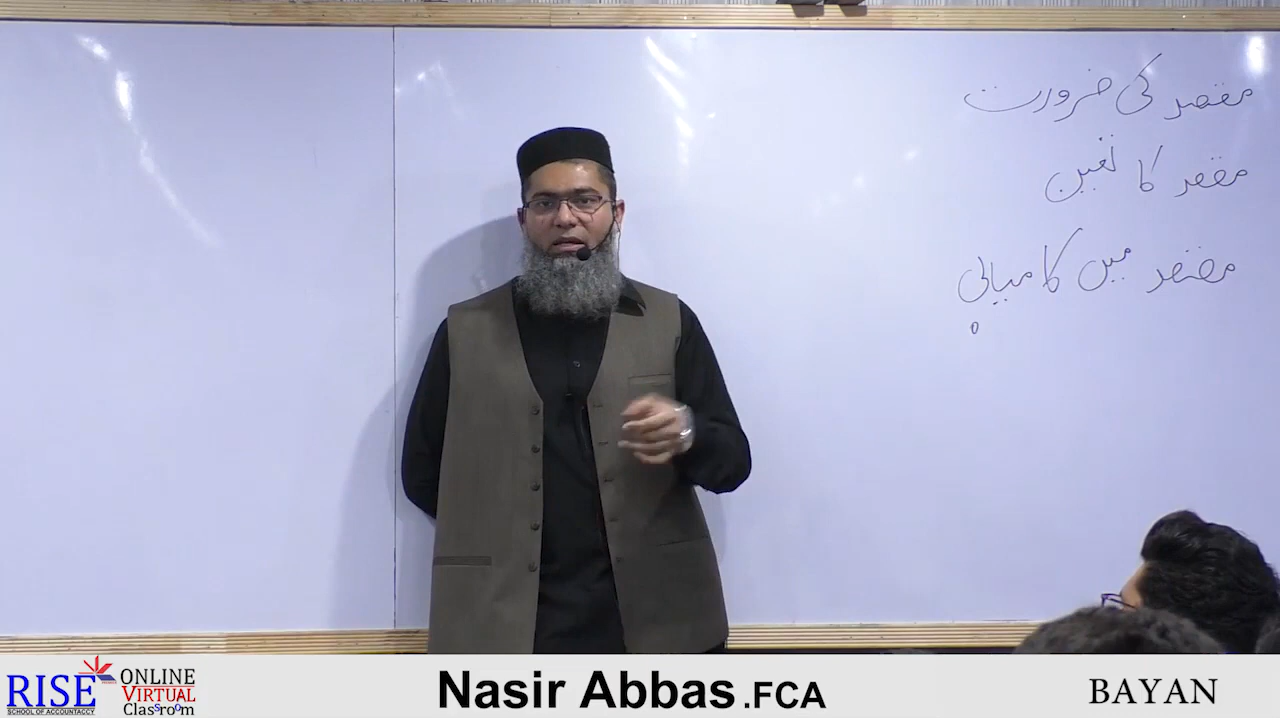 مقصد کی ضرورت
مقصد کا تعین
مقصد میں کامیابی
RISE
SCHOOL OF ACCOUNTACCY
ONLINE
VIRTUAL
Classroom
Nasir Abbas.FCA
BAYAN